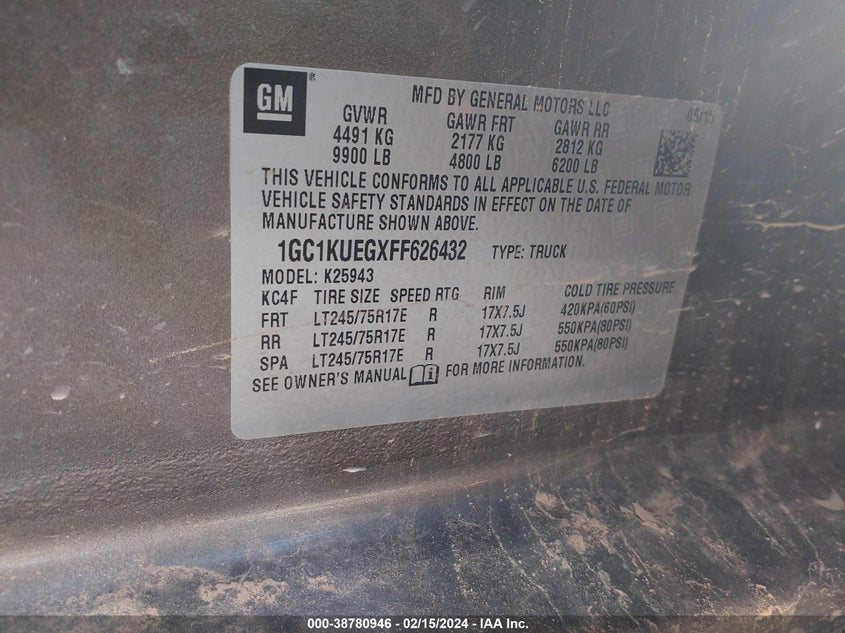 GM ®
MFD BY GENERAL MOTORS LLC
GVWR GAWR FRT GAWR RR
4491 KG 2177 KG 2812 KG
9900 LB 4800 LB 6200 LB
THIS VEHICLE CONFORMS TO ALL APPLICABLE U.S. FEDERAL MOTOR
VEHICLE SAFETY STANDARDS IN EFFECT ON THE DATE OF
MANUFACTURE SHOWN ABOVE.
1GC1KUEGXFF626432 TYPE: TRUCK
MODEL: K25943
KC4F TIRE SIZE SPEED RTG RIM COLD TIRE PRESSURE
FRT LT245/75R17E R 17X7.5J 420KPA(60PSI)
RR LT245/75R17E R 17X7.5J 550KPA(80PSI)
SPA LT245/75R17E R 17X7.5J 550KPA(80PSI)
SEE OWNER'S MANUAL i FOR MORE INFORMATION.
000-38780946 - 02/15/2024 - IAA Inc.